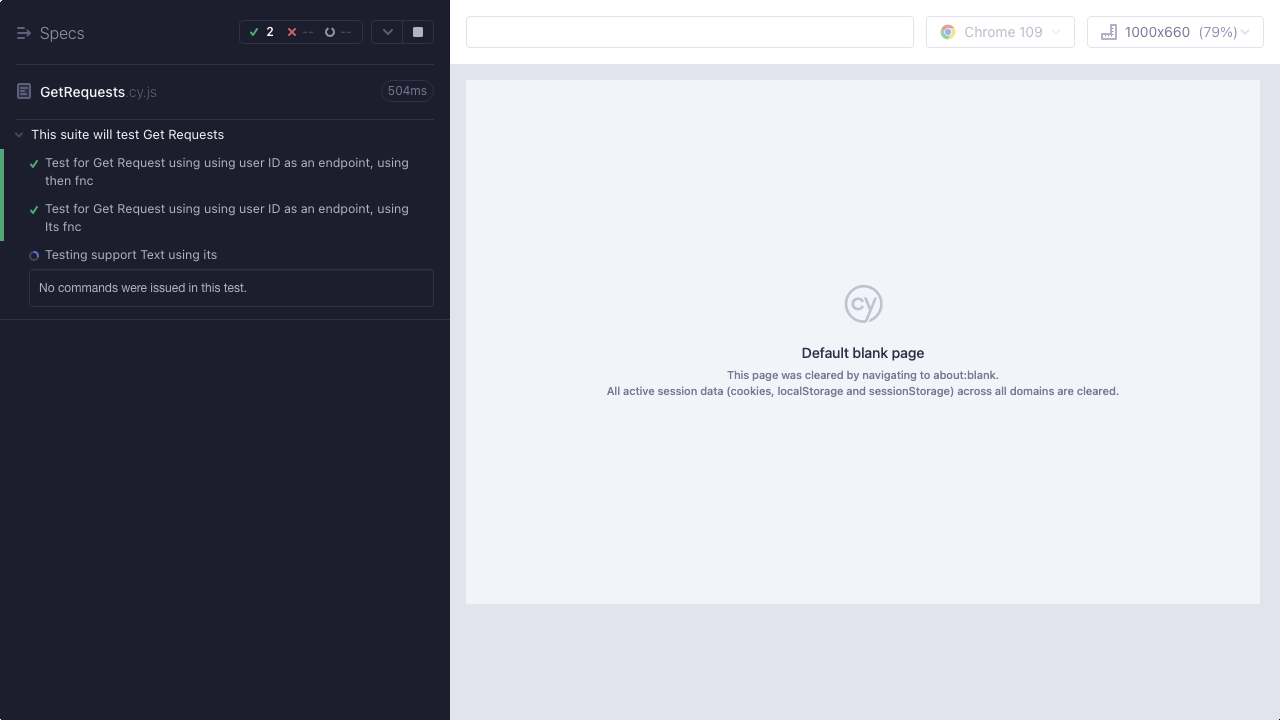 Specs
2
--
--
Chrome 109
1000x660 (79%)
GetRequests.cy.js
504ms
This suite will test Get Requests
Test for Get Request using using user ID as an endpoint, using
then fnc
Test for Get Request using using user ID as an endpoint, using
Its fnc
Testing support Text using its
No commands were issued in this test.
cy
Default blank page
This page was cleared by navigating to about:blank.
All active session data (cookies, localStorage and sessionStorage) across all domains are cleared.